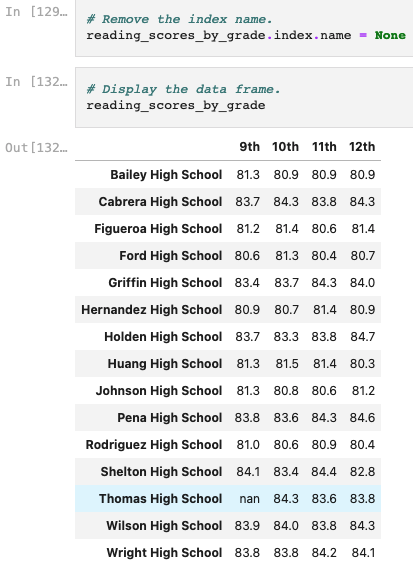 In [129…
# Remove the index name.
reading_scores_by_grade.index.name = None
In [132…
# Display the data frame.
reading_scores_by_grade
Out[132…
9th 10th 11th 12th
Bailey High School 81.3 80.9 80.9 80.9
Cabrera High School 83.7 84.3 83.8 84.3
Figueroa High School 81.2 81.4 80.6 81.4
Ford High School 80.6 81.3 80.4 80.7
Griffin High School 83.4 83.7 84.3 84.0
Hernandez High School 80.9 80.7 81.4 80.9
Holden High School 83.7 83.3 83.8 84.7
Huang High School 81.3 81.5 81.4 80.3
Johnson High School 81.3 80.8 80.6 81.2
Pena High School 83.8 83.6 84.3 84.6
Rodriguez High School 81.0 80.6 80.9 80.4
Shelton High School 84.1 83.4 84.4 82.8
Thomas High School nan 84.3 83.6 83.8
Wilson High School 83.9 84.0 83.8 84.3
Wright High School 83.8 83.8 84.2 84.1